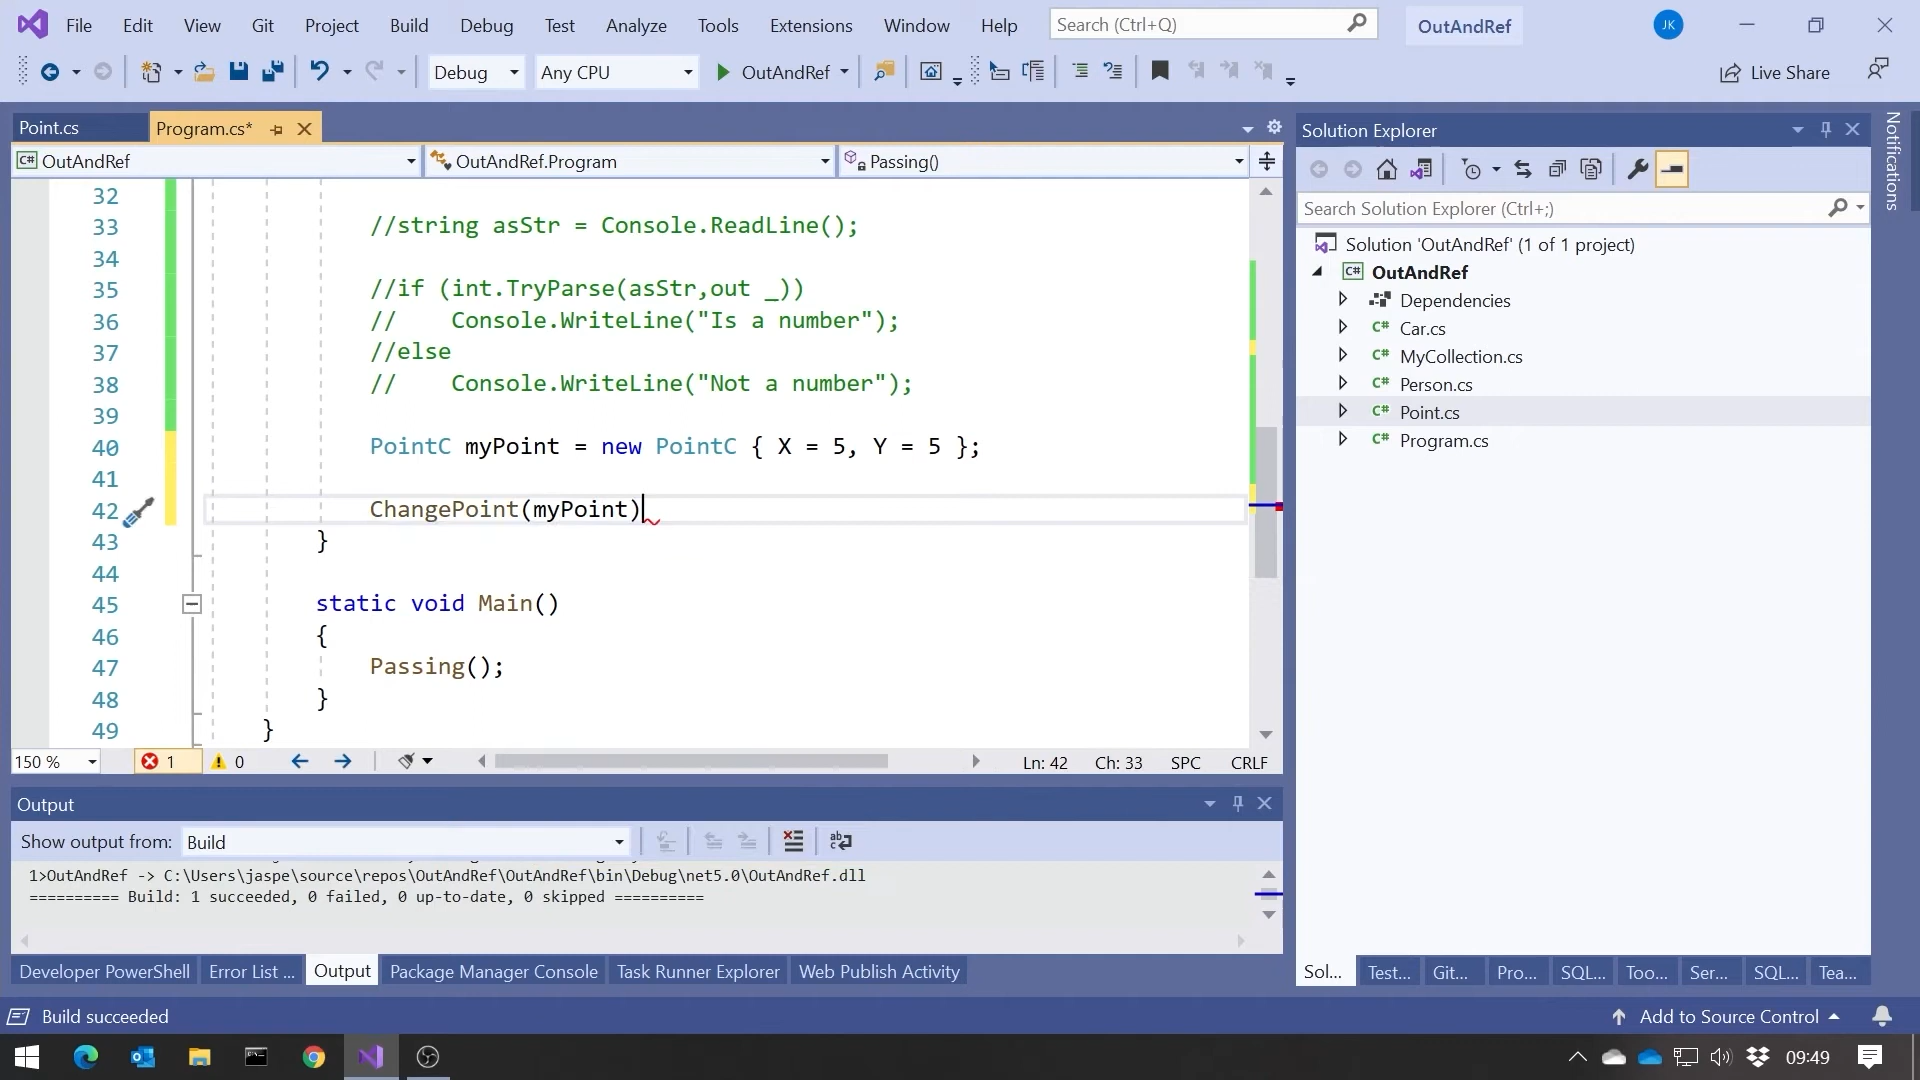 File Edit View Git Project Build Debug Test Analyze Tools Extensions Window Help Search (Ctrl+Q) OutAndRef JK
Debug Any CPU OutAndRef Live Share
Point.cs Program.cs*
OutAndRef OutAndRef.Program Passing()
32
33 //string asStr = Console.ReadLine();
34
35 //if (int.TryParse(asStr,out _))
36 //    Console.WriteLine("Is a number");
37 //else
38 //    Console.WriteLine("Not a number");
39
40 PointC myPoint = new PointC { X = 5, Y = 5 };
41
42 ChangePoint(myPoint)
43 }
44
45 static void Main()
46 {
47 Passing();
48 }
49 }
150 % 1 0 Ln: 42 Ch: 33 SPC CRLF
Output
Show output from: Build
1>OutAndRef -> C:\Users\jaspe\source\repos\OutAndRef\OutAndRef\bin\Debug\net5.0\OutAndRef.dll
========== Build: 1 succeeded, 0 failed, 0 up-to-date, 0 skipped ==========
Developer PowerShell Error List ... Output Package Manager Console Task Runner Explorer Web Publish Activity
Solution Explorer
Search Solution Explorer (Ctrl+;)
Solution 'OutAndRef' (1 of 1 project)
C# OutAndRef
Dependencies
C# Car.cs
C# MyCollection.cs
C# Person.cs
C# Point.cs
C# Program.cs
Sol... Test... Git... Pro... SQL... Too... Ser... SQL... Tea...
Notifications
Build succeeded Add to Source Control
09:49